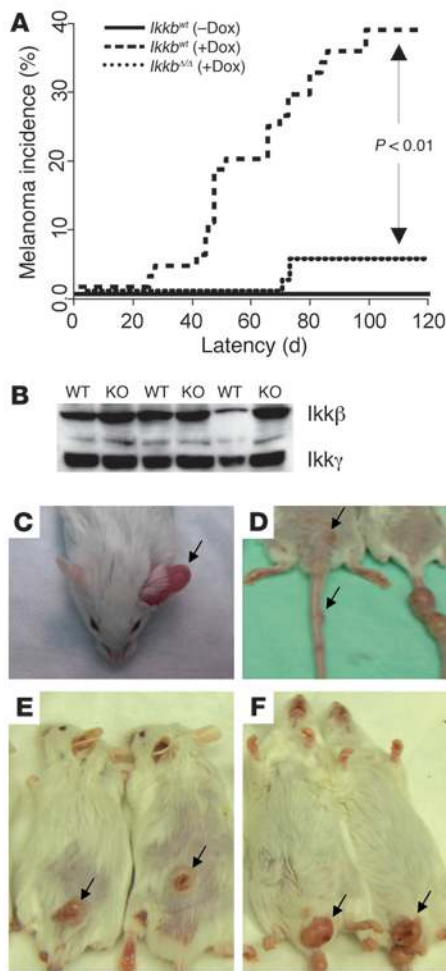 A
Ikkb^wt (–Dox)
Ikkb^wt (+Dox)
Ikkb^Δ/Δ (+Dox)
Melanoma incidence (%)
40
30
20
10
0.0
P < 0.01
0 20 40 60 80 100 120
Latency (d)
B
WT KO WT KO WT KO
Ikkβ
Ikkγ
C
D
E
F